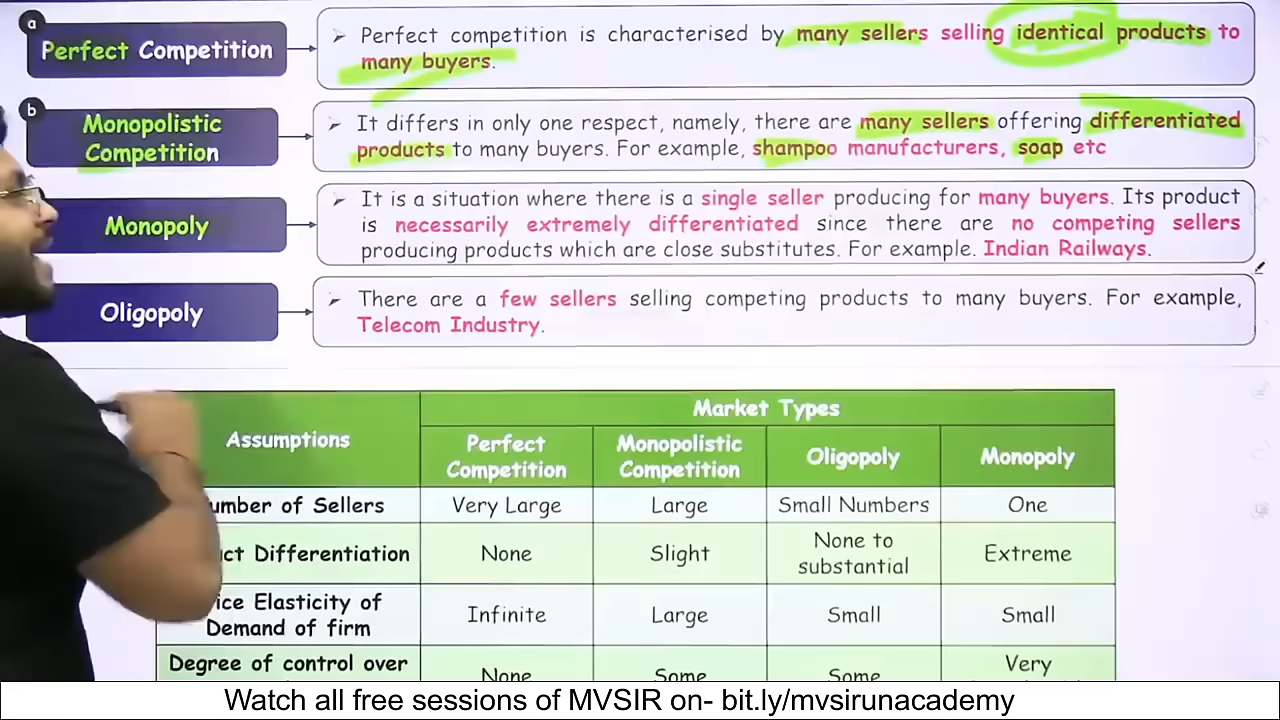 a
Perfect Competition
➢ Perfect competition is characterised by many sellers selling identical products to
many buyers.
b
Monopolistic
Competition
➢ It differs in only one respect, namely, there are many sellers offering differentiated
products to many buyers. For example, shampoo manufacturers, soap etc
Monopoly
➢ It is a situation where there is a single seller producing for many buyers. Its product
is necessarily extremely differentiated since there are no competing sellers
producing products which are close substitutes. For example. Indian Railways.
Oligopoly
➢ There are a few sellers selling competing products to many buyers. For example,
Telecom Industry.
Assumptions
Market Types
Perfect
Competition
Monopolistic
Competition
Oligopoly
Monopoly
umber of Sellers
Very Large
Large
Small Numbers
One
ct Differentiation
None
Slight
None to
substantial
Extreme
ice Elasticity of
Demand of firm
Infinite
Large
Small
Small
Degree of control over
None
Some
Some
Very
Watch all free sessions of MVSIR on- bit.ly/mvsirunacademy